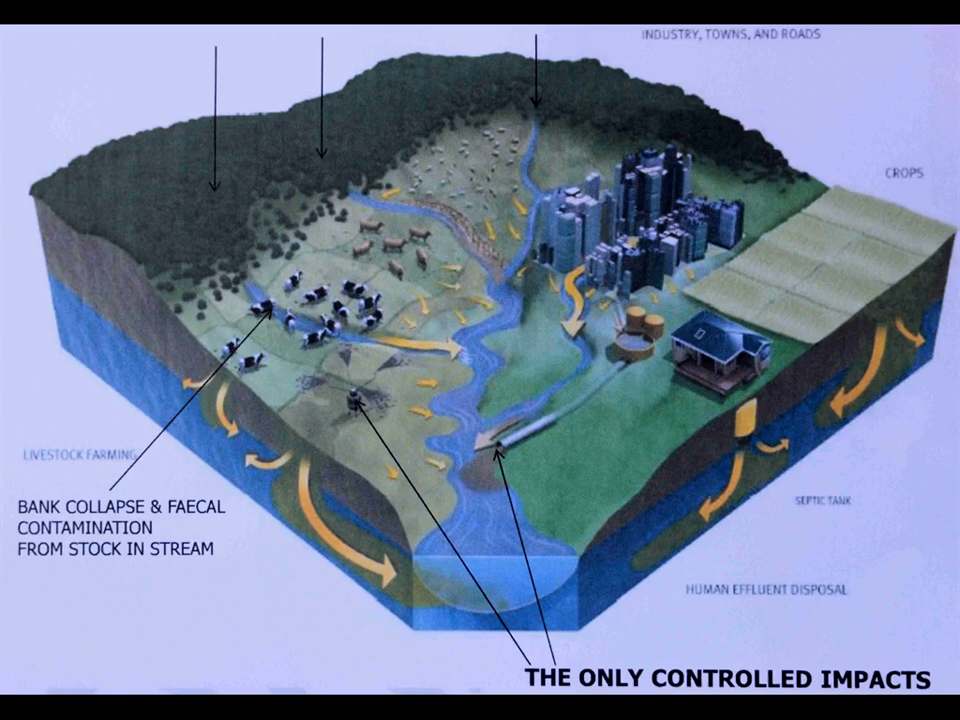 INDUSTRY, TOWNS, AND ROADS
CROPS
LIVESTOCK FARMING
BANK COLLAPSE & FAECAL
CONTAMINATION
FROM STOCK IN STREAM
SEPTIC TANK
HUMAN EFFLUENT DISPOSAL
THE ONLY CONTROLLED IMPACTS